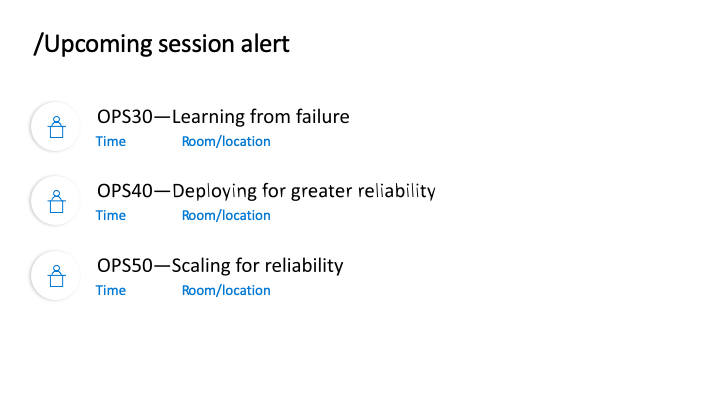 /Upcoming session alert
OPS30—Learning from failure
Time Room/location
OPS40—Deploying for greater reliability
Time Room/location
OPS50—Scaling for reliability
Time Room/location